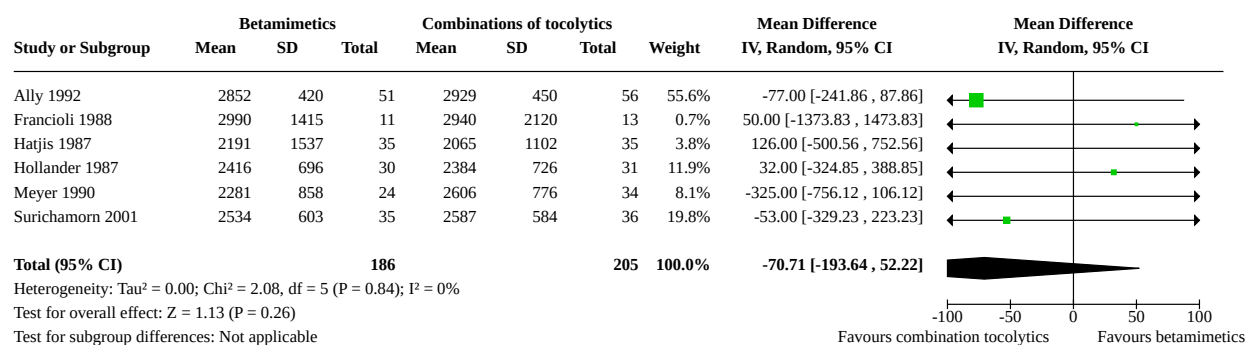 Betamimetics Combinations of tocolytics Mean Difference Mean Difference
Study or Subgroup Mean SD Total Mean SD Total Weight IV, Random, 95% CI IV, Random, 95% CI
Ally 1992 2852 420 51 2929 450 56 55.6% -77.00 [-241.86 , 87.86]
Francioli 1988 2990 1415 11 2940 2120 13 0.7% 50.00 [-1373.83 , 1473.83]
Hatjis 1987 2191 1537 35 2065 1102 35 3.8% 126.00 [-500.56 , 752.56]
Hollander 1987 2416 696 30 2384 726 31 11.9% 32.00 [-324.85 , 388.85]
Meyer 1990 2281 858 24 2606 776 34 8.1% -325.00 [-756.12 , 106.12]
Surichamorn 2001 2534 603 35 2587 584 36 19.8% -53.00 [-329.23 , 223.23]
Total (95% CI) 186 205 100.0% -70.71 [-193.64 , 52.22]
Heterogeneity: Tau² = 0.00; Chi² = 2.08, df = 5 (P = 0.84); I² = 0%
Test for overall effect: Z = 1.13 (P = 0.26)
-100 -50 0 50 100
Test for subgroup differences: Not applicable Favours combination tocolytics Favours betamimetics